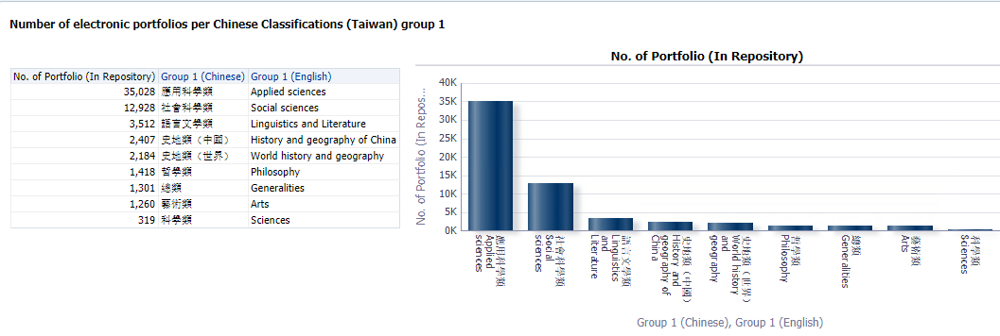 Number of electronic portfolios per Chinese Classifications (Taiwan) group 1
No. of Portfolio (In Repository) Group 1 (Chinese) Group 1 (English)
35,028 應用科學類 Applied sciences
12,928 社會科學類 Social sciences
3,512 語言文學類 Linguistics and Literature
2,407 史地類（中國） History and geography of China
2,184 史地類（世界） World history and geography
1,418 哲學類 Philosophy
1,301 總類 Generalities
1,260 藝術類 Arts
319 科學類 Sciences
No. of Portfolio (In Repository)
No. of Portfolio (In Repos...
40K
35K
30K
25K
20K
15K
10K
5K
0K
應用科學類
Applied
sciences
社會科學類
Social
sciences
語言文學類
Linguistics
and
Literature
史地類（中國）
History and
geography of
China
史地類（世界）
World history
and
geography
哲學類
Philosophy
總類
Generalities
藝術類
Arts
科學類
Sciences
Group 1 (Chinese), Group 1 (English)